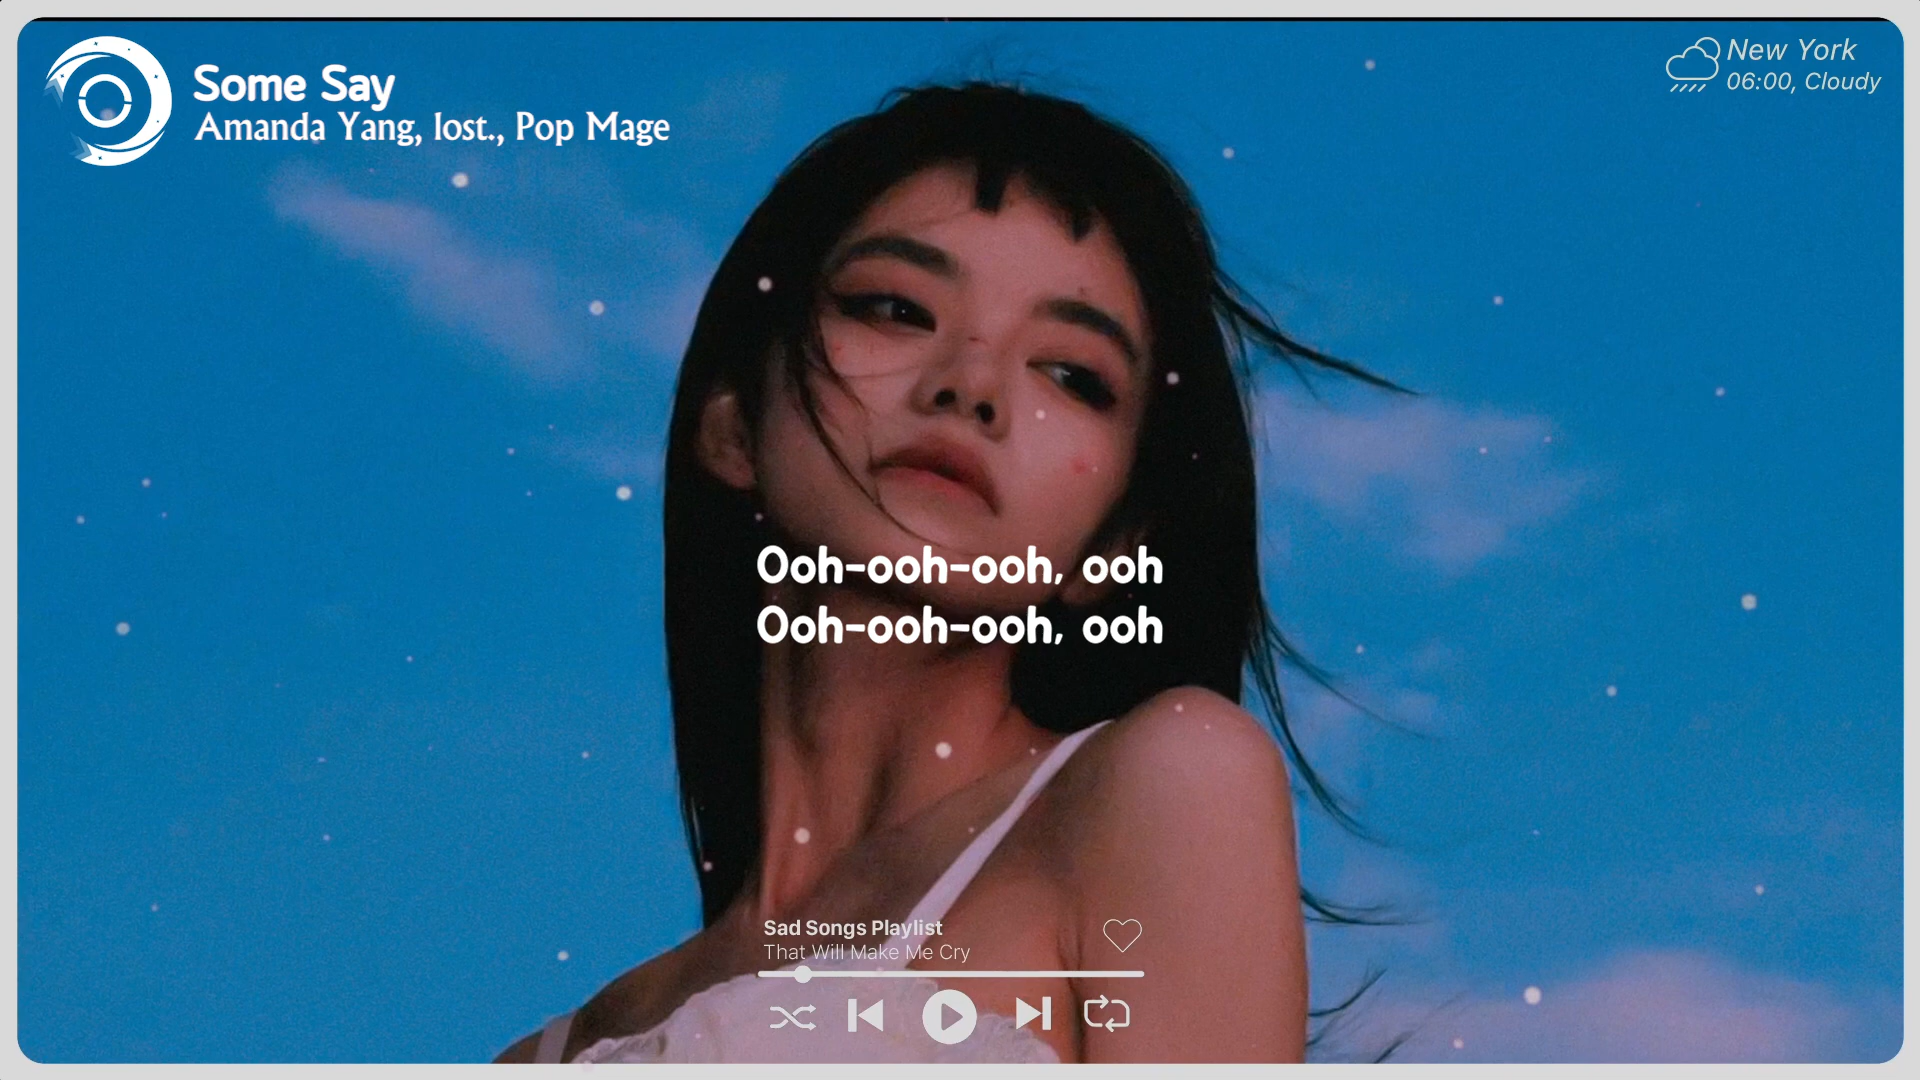 Some Say
Amanda Yang, lost., Pop Mage
New York
06:00, Cloudy
Ooh-ooh-ooh, ooh
Ooh-ooh-ooh, ooh
Sad Songs Playlist
That Will Make Me Cry